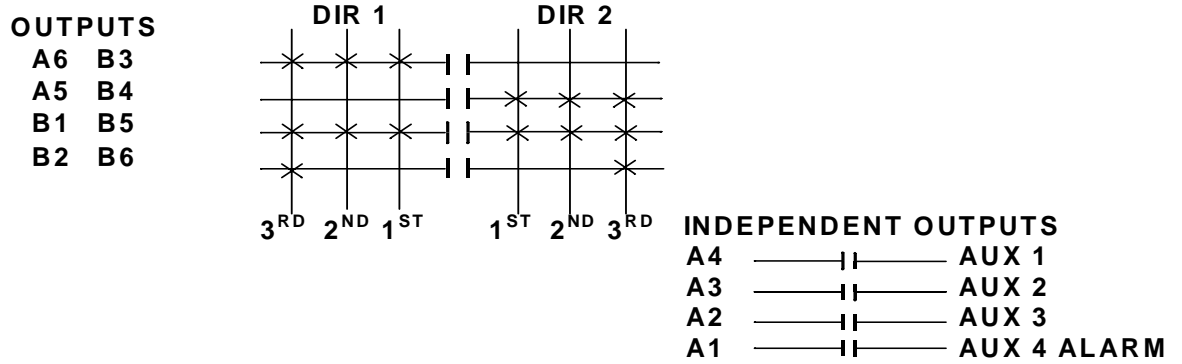 DIR 1 DIR 2
OUTPUTS
A6 B3
A5 B4
B1 B5
B2 B6
3RD 2ND 1ST 1ST 2ND 3RD
INDEPENDENT OUTPUTS
A4 AUX 1
A3 AUX 2
A2 AUX 3
A1 AUX 4 ALARM